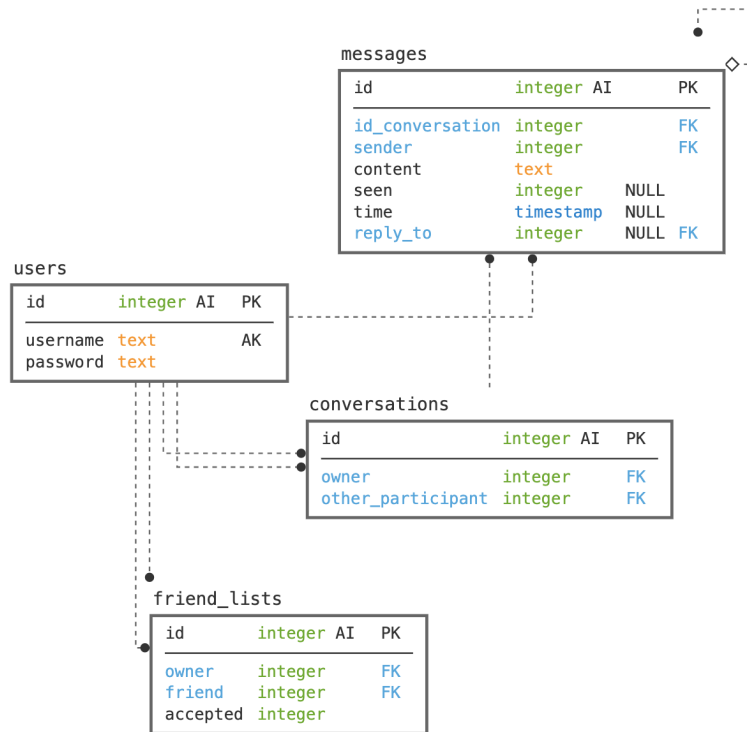 messages
id integer AI PK
id_conversation integer FK
sender integer FK
content text
seen integer NULL
time timestamp NULL
reply_to integer NULL FK
users
id integer AI PK
username text AK
password text
conversations
id integer AI PK
owner integer FK
other_participant integer FK
friend_lists
id integer AI PK
owner integer FK
friend integer FK
accepted integer